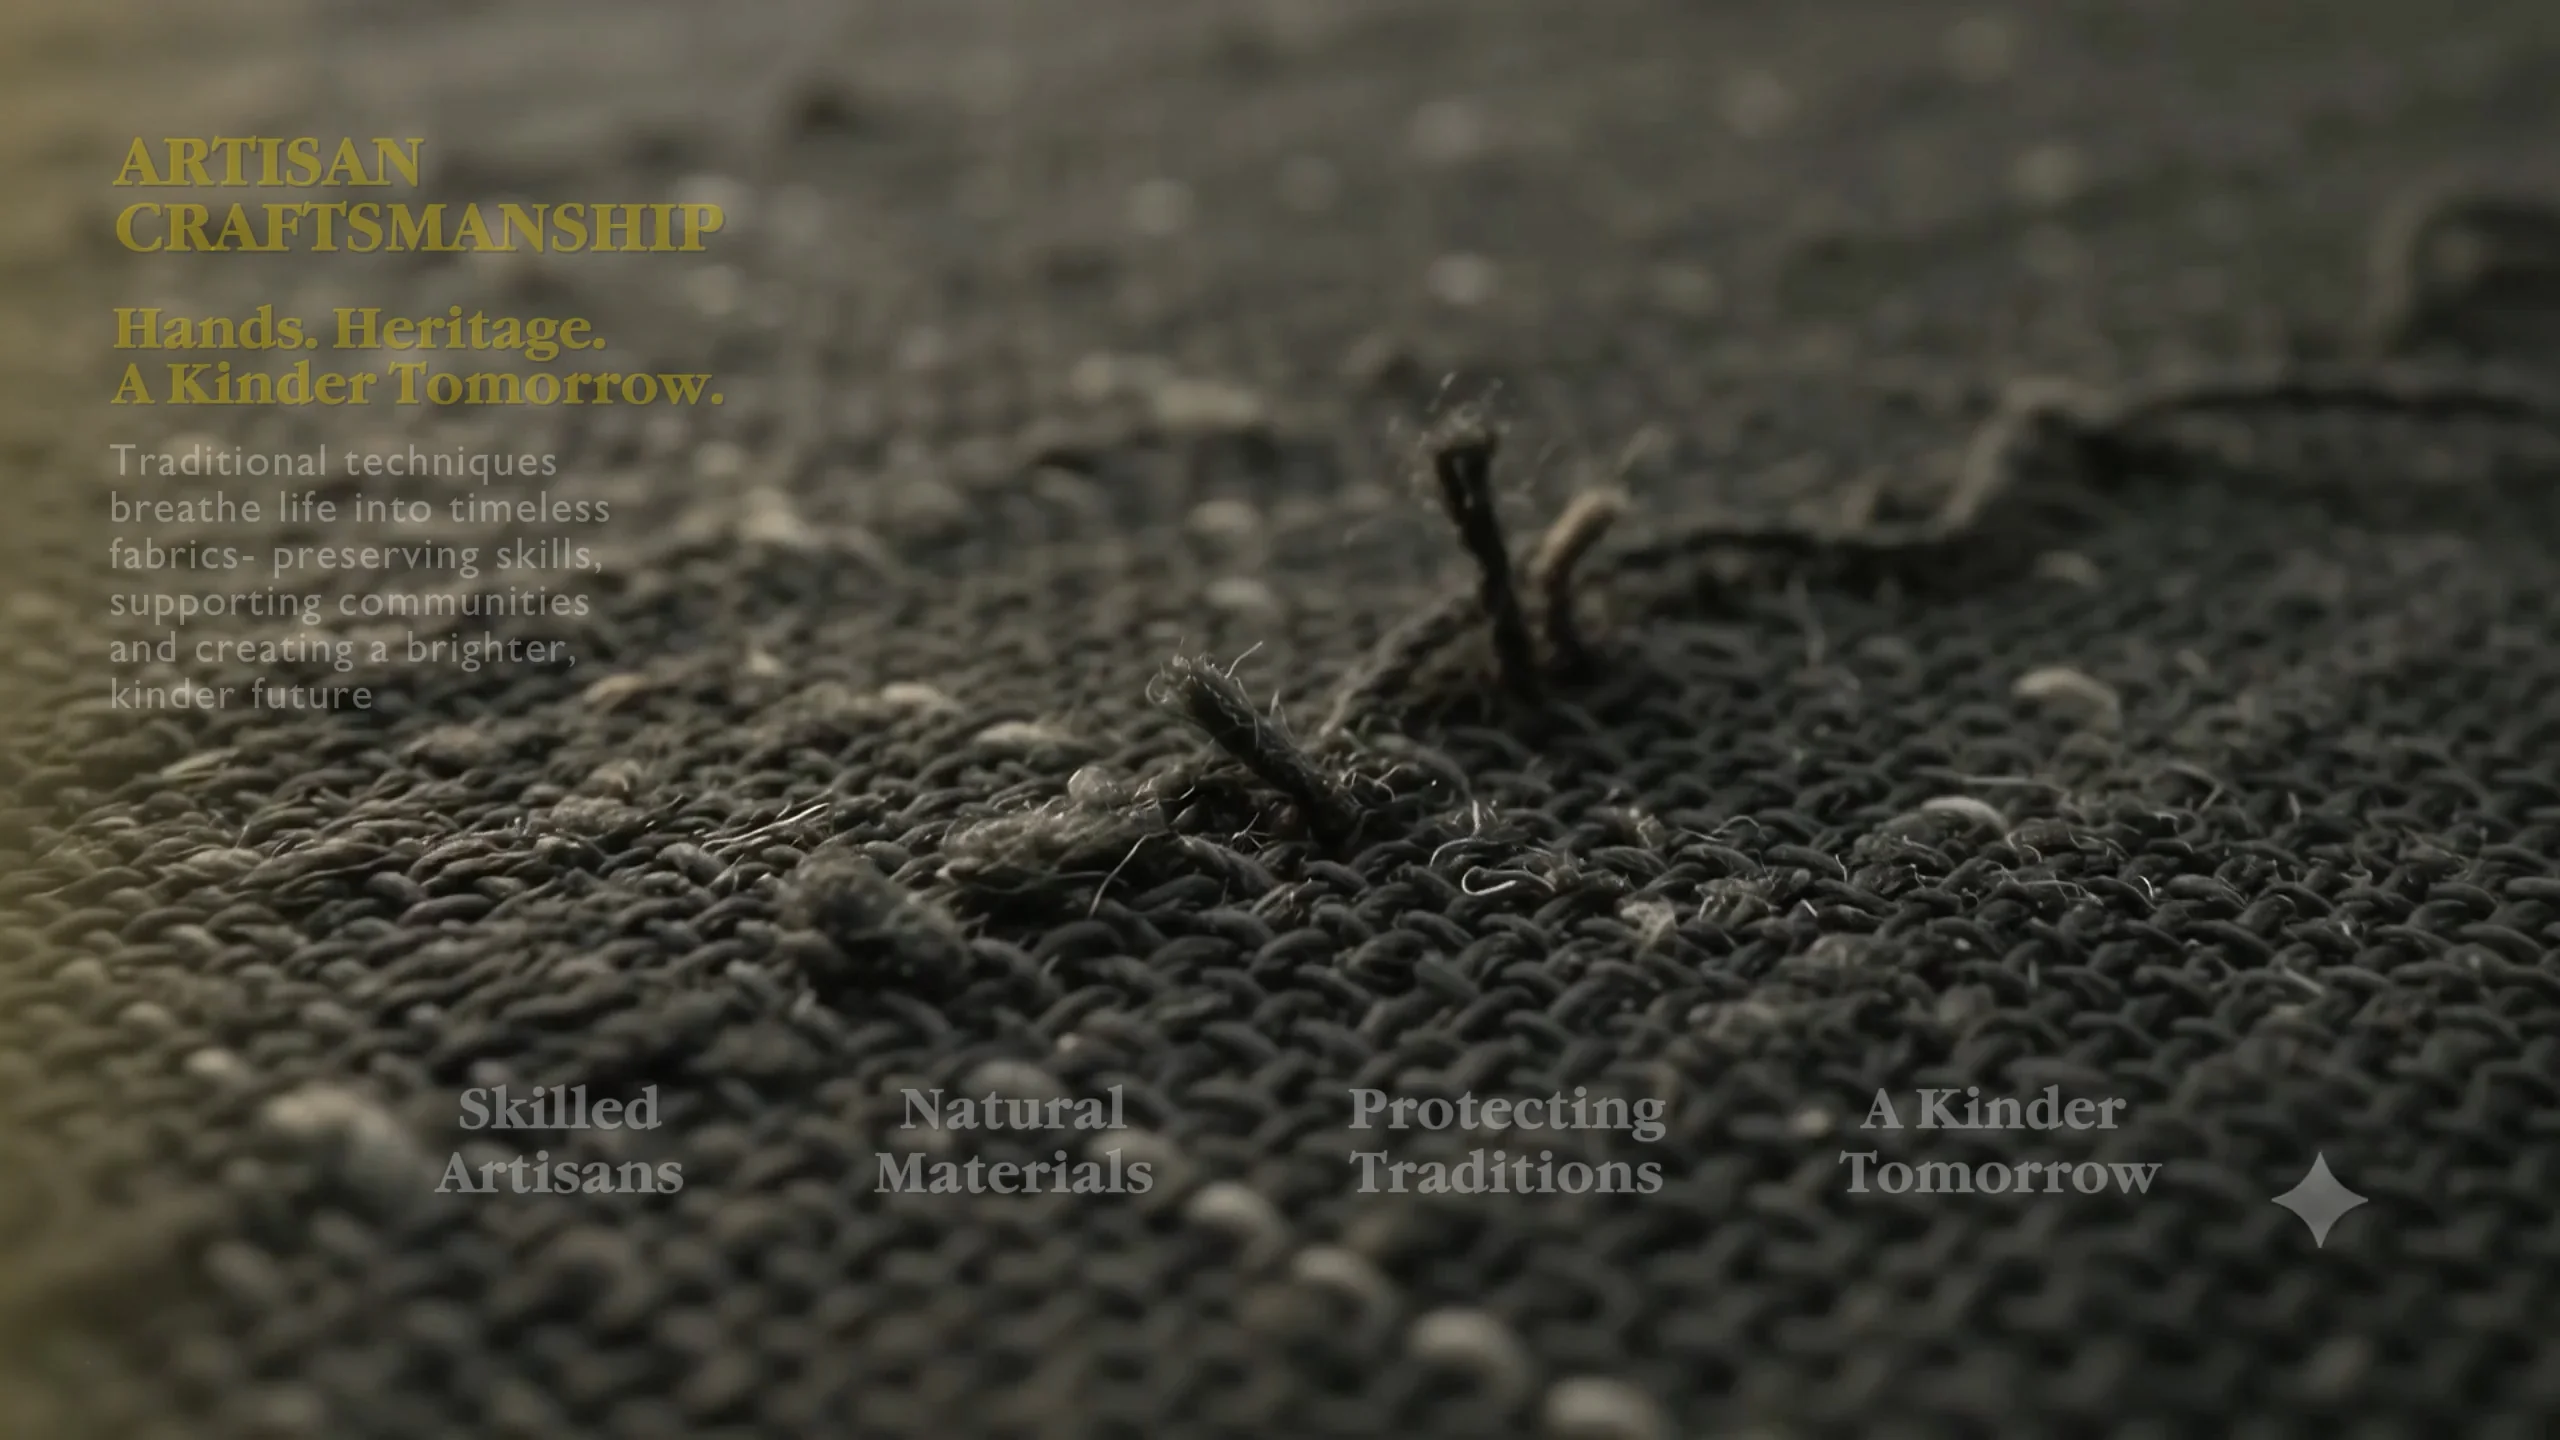 ARTISAN
CRAFTSMANSHIP
Hands. Heritage.
A Kinder Tomorrow.
Traditional techniques
breathe life into timeless
fabrics- preserving skills,
supporting communities
and creating a brighter,
kinder future
Skilled
Artisans
Natural
Materials
Protecting
Traditions
A Kinder
Tomorrow